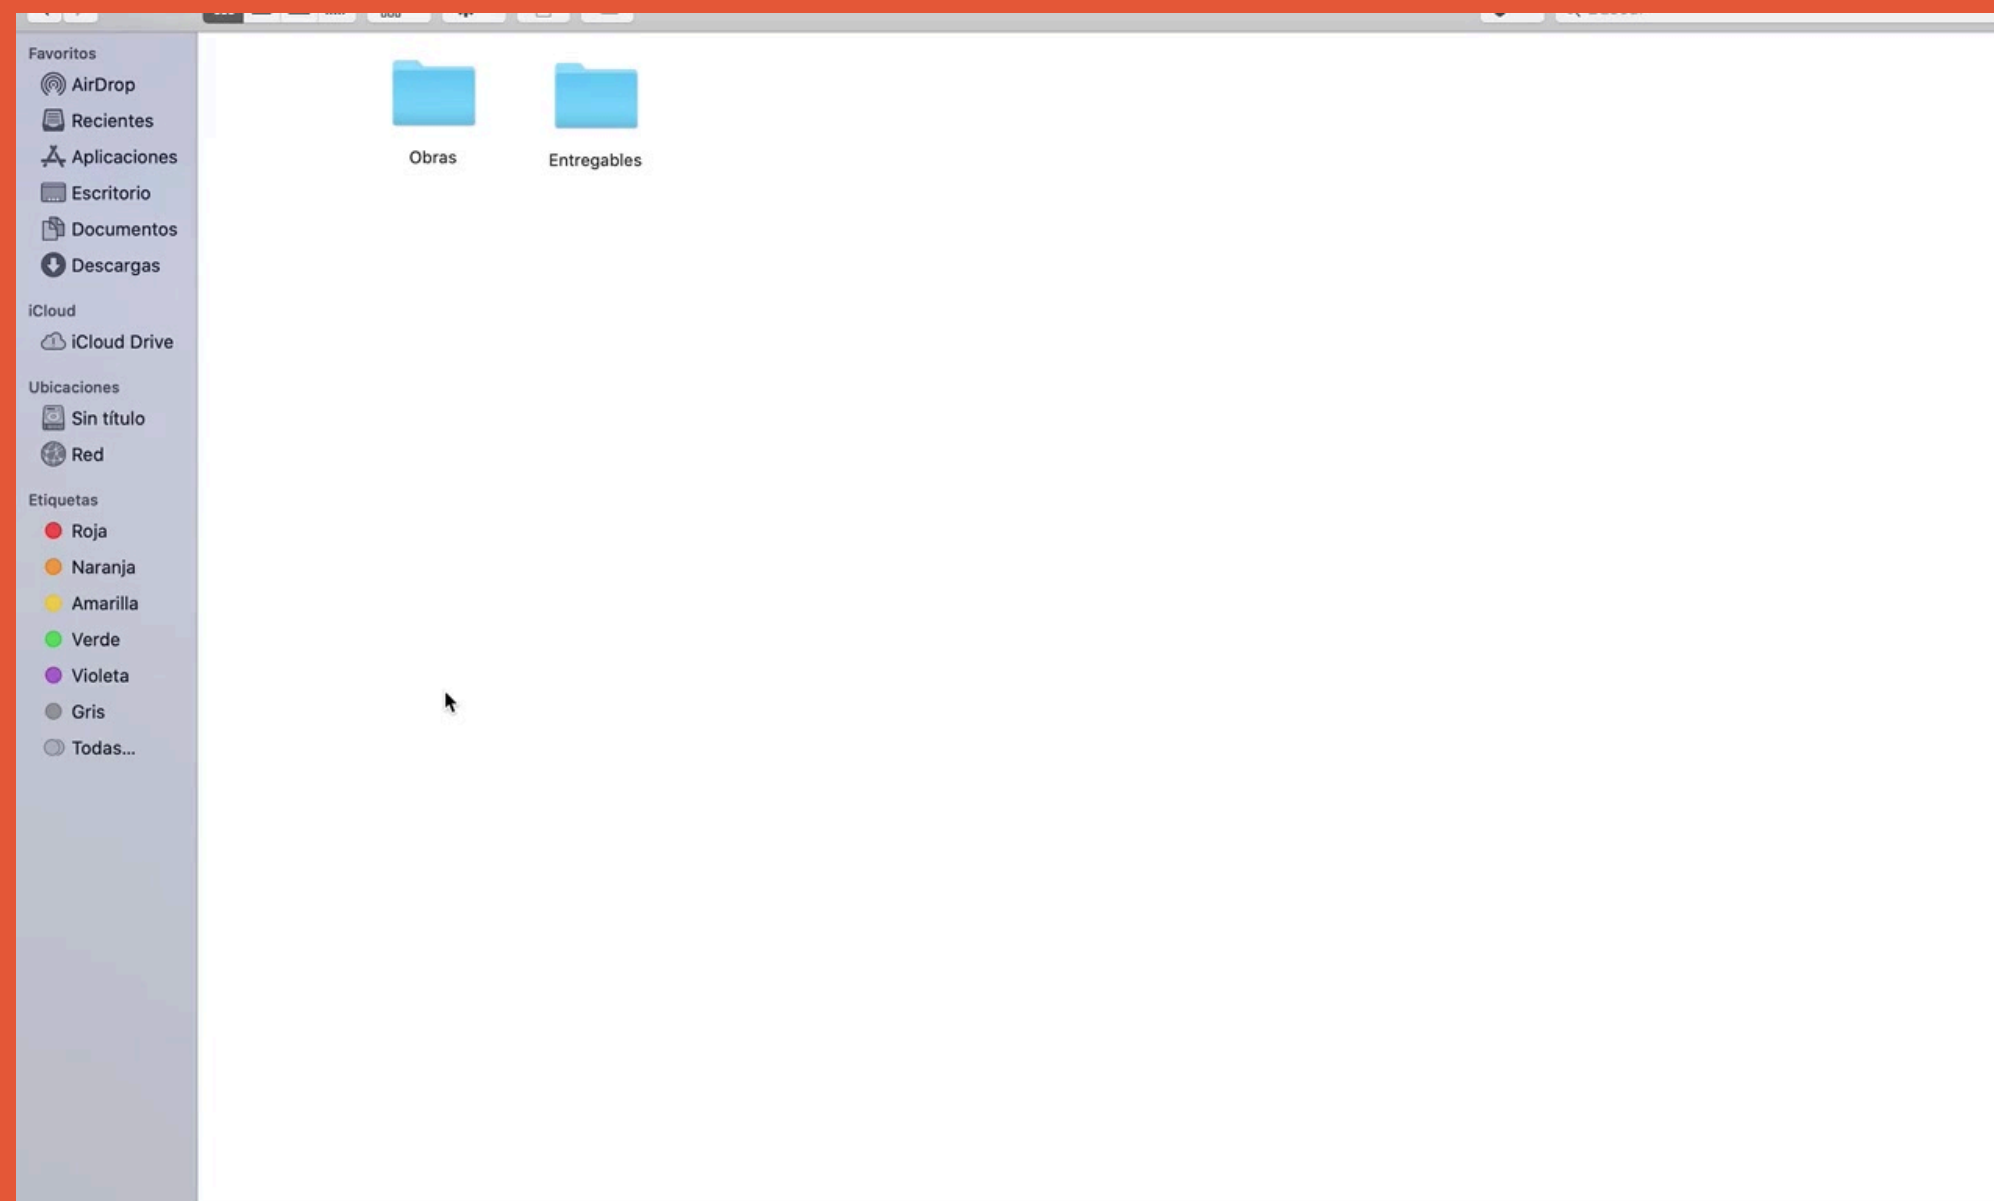 Favoritos
AirDrop
Recientes
Aplicaciones
Escritorio
Documentos
Descargas
iCloud
iCloud Drive
Ubicaciones
Sin título
Red
Etiquetas
Roja
Naranja
Amarilla
Verde
Violeta
Gris
Todas...
Obras
Entregables